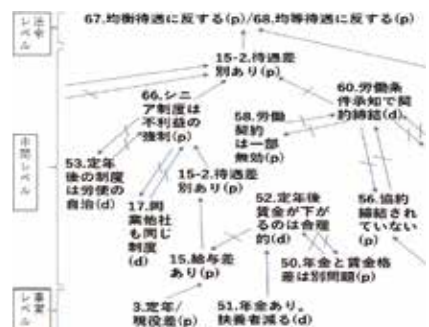 67.均衡待遇に反する(p)/68.均等待遇に反する(p)
法令
レベル
15-2.待遇差
別あり(p)
66.シニ
ア制度は
不利益の
強制(p)
60.労働条
件承知で契
約締結(d).
58.労働
契約
は一部
無効(p)
中間レベル
53.定年
後の制度
は労使の
自治(d)
15-2.待遇差
別あり(p)
17.同
業他社
も同じ
制度
(d)
52.定年後
賃金が下が
るのは合理
的(d)
56.協約
締結され
ていない
(p)
15.給与差
あり(p)
50.年金と賃金格
差は別問題(p)
事実
レベル
3.定年/
現役差(p)
51.年金あり。
扶養者減る(d)